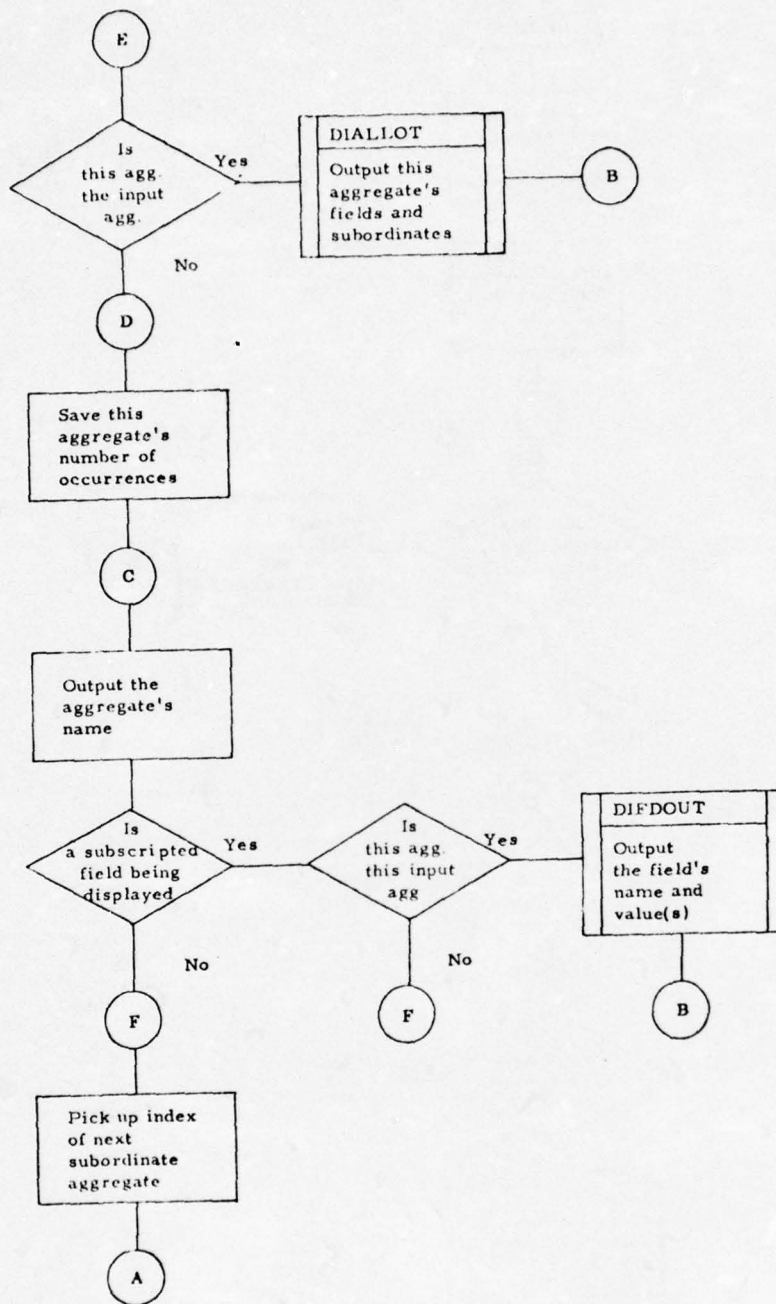 E
Is
this agg.
the input
agg.
Yes
DIALLOT
Output this
aggregate's
fields and
subordinates
B
No
D
Save this
aggregate's
number of
occurrences
C
Output the
aggregate's
name
Is
a subscripted
field being
displayed
Yes
Is
this agg.
this input
agg
Yes
DIFDOUT
Output
the field's
name and
value(s)
No
No
F
F
B
Pick up index
of next
subordinate
aggregate
A